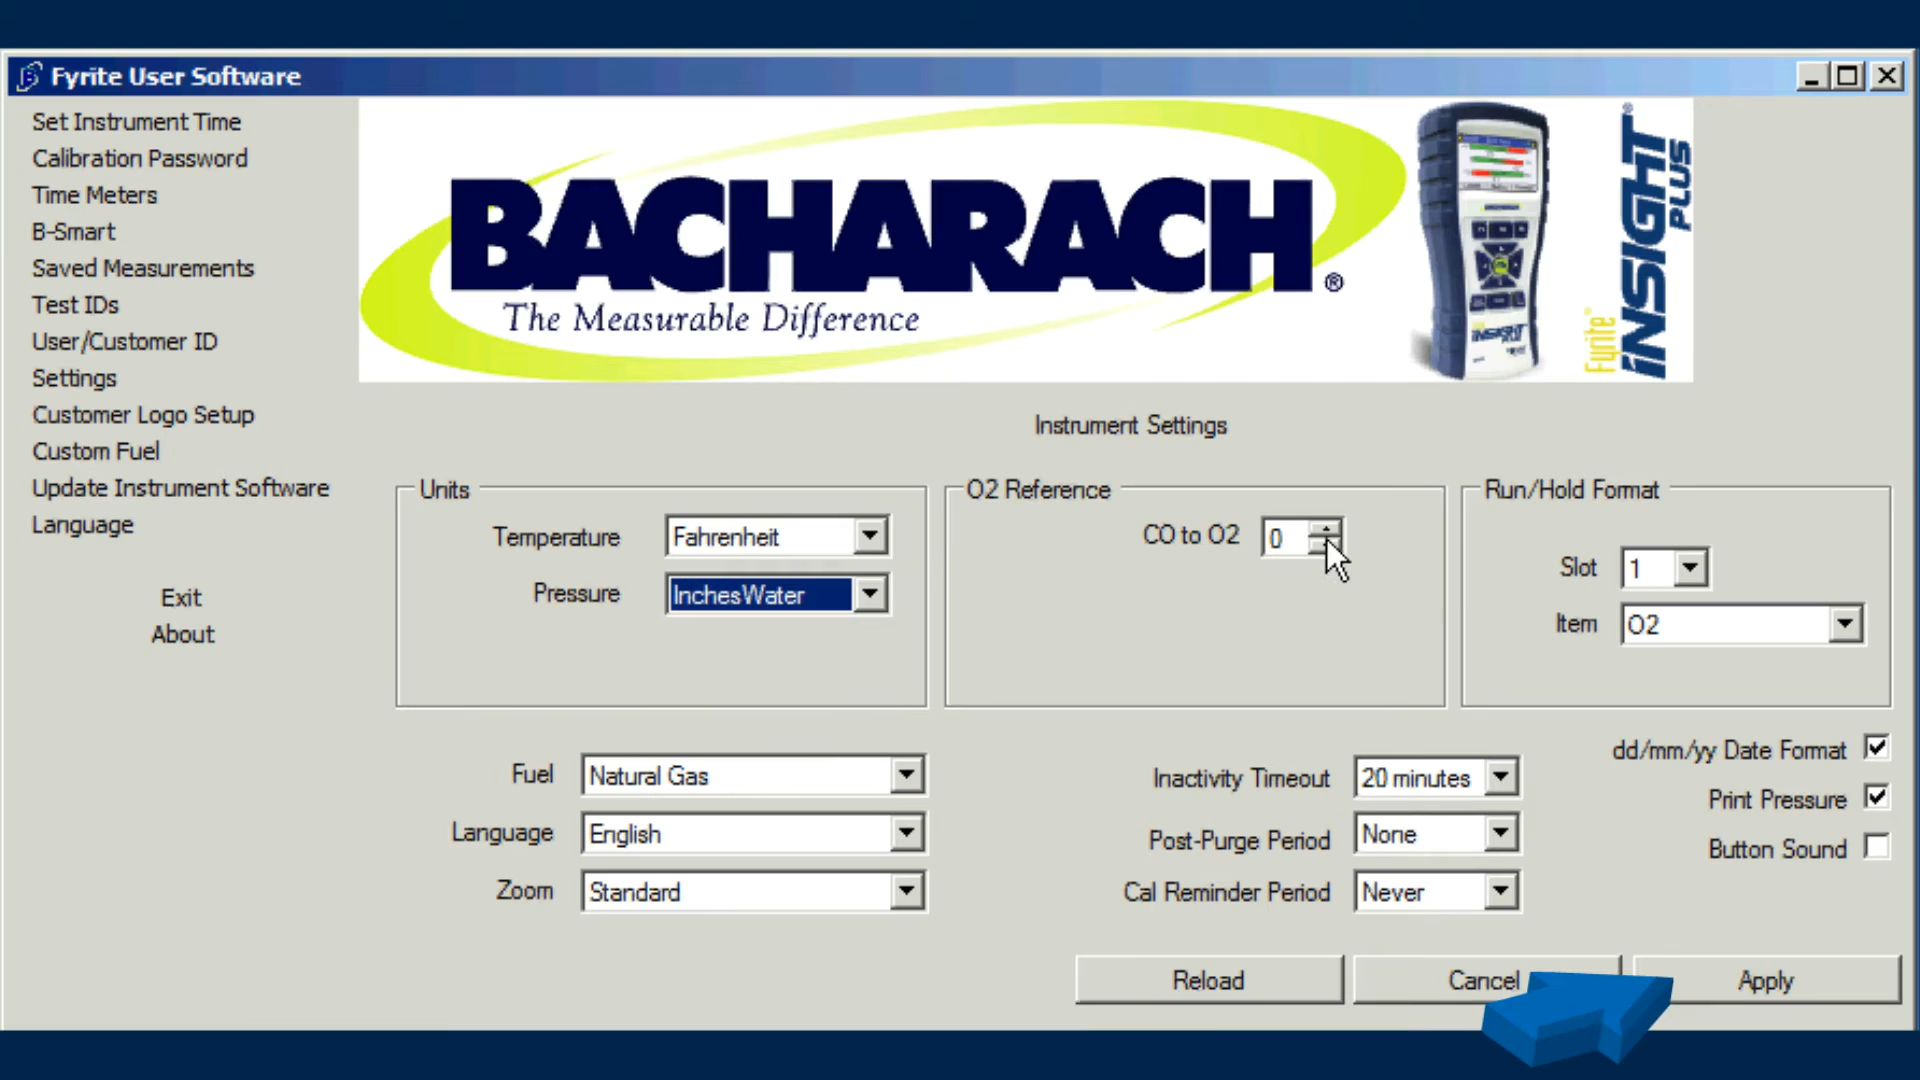 Fyrite User Software
Set Instrument Time
Calibration Password
Time Meters
B-Smart
Saved Measurements
Test IDs
User/Customer ID
Settings
Customer Logo Setup
Custom Fuel
Update Instrument Software
Language
Exit
About
BACHARACH®
The Measurable Difference
INSIGHT
Fyrite®
iNSIGHT®
PLUS
Instrument Settings
Units
Temperature Fahrenheit
Pressure InchesWater
O2 Reference
CO to O2 0
Run/Hold Format
Slot 1
Item O2
Fuel Natural Gas
Language English
Zoom Standard
Inactivity Timeout 20 minutes
Post-Purge Period None
Cal Reminder Period Never
dd/mm/yy Date Format
Print Pressure
Button Sound
Reload Cancel Apply